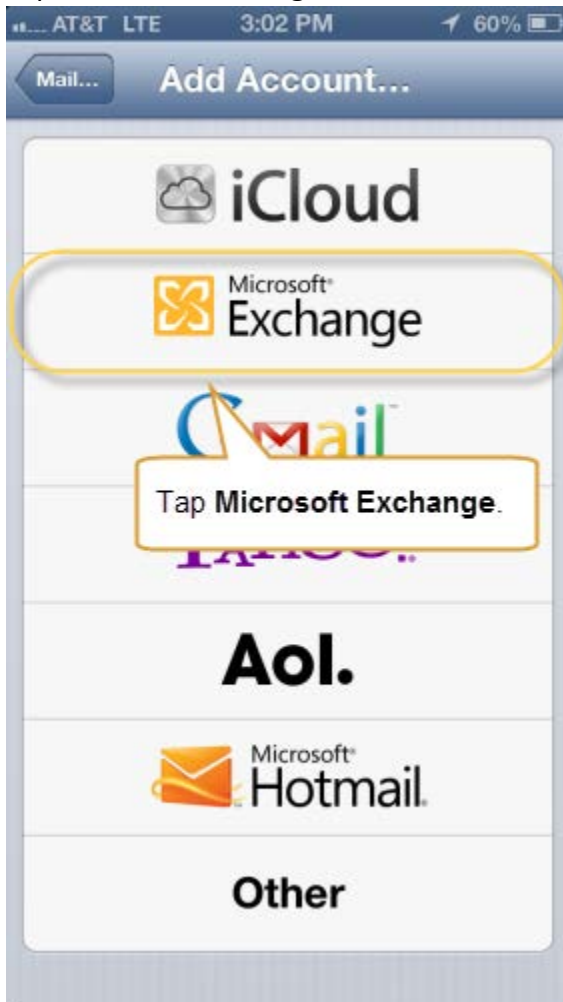 AT&T LTE 3:02 PM 60%
Mail... Add Account...
iCloud
Microsoft®
Exchange
Gmail™
Tap Microsoft Exchange.
Aol.
Microsoft®
Hotmail.
Other